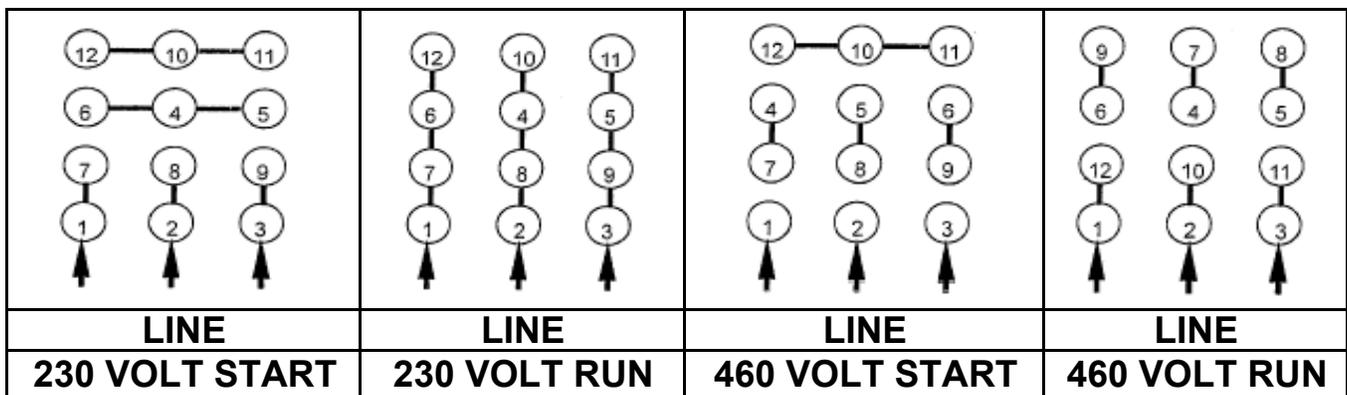 12 10 11
6 4 5
7 8 9
1 2 3
LINE
230 VOLT START
12 10 11
6 4 5
7 8 9
1 2 3
LINE
230 VOLT RUN
12 10 11
4 5 6
7 8 9
1 2 3
LINE
460 VOLT START
9 7 8
6 4 5
12 10 11
1 2 3
LINE
460 VOLT RUN